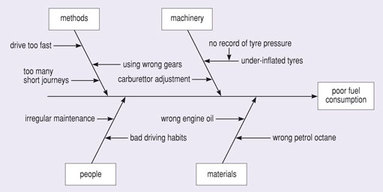 methods
machinery
drive too fast
no record of tyre pressure
using wrong gears
under-inflated tyres
too many
short journeys
carburettor adjustment
poor fuel
consumption
irregular maintenance
wrong engine oil
bad driving habits
wrong petrol octane
people
materials